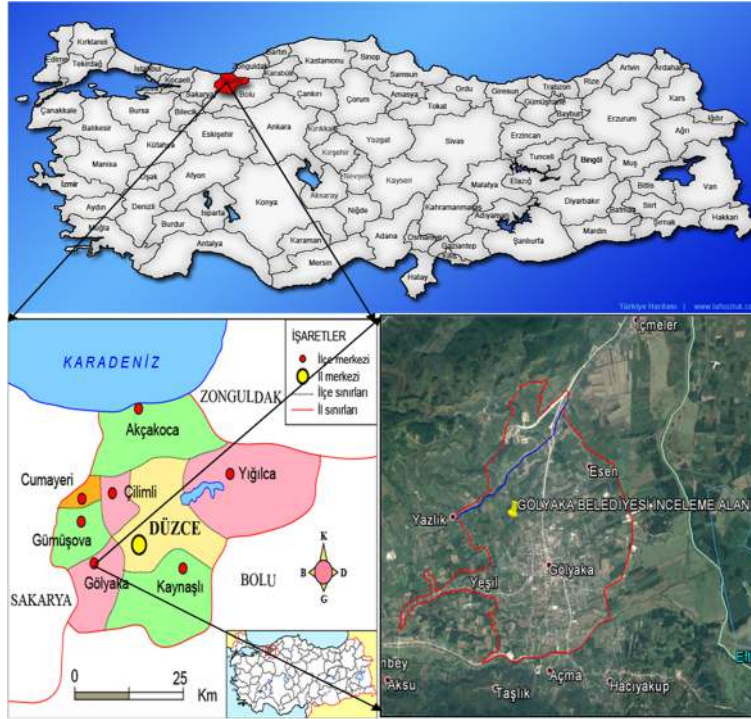 Kırklareli
Edirne
Tekirdağ
İstanbul
Kocaeli
Sakarya
Zonguldak
Bartın
Karabük
Bolu
Kastamonu
Sinop
Çankırı
Samsun
Çorum
Amasya
Ordu
Tokat
Giresun
Trabzon
Gümüşhane
Bayburt
Rize
Artvin
Ardahan
Kars
Iğdır
Ağrı
Erzurum
Erzincan
Çanakkale
Balıkesir
Bursa
Bilecik
Kütahya
Eskişehir
Ankara
Kırıkkale
Kırşehir
Yozgat
Sivas
Tunceli
Bingöl
Muş
Bitlis
Van
Manisa
Uşak
Afyon
İzmir
Aydın
Denizli
Muğla
Burdur
Isparta
Antalya
Konya
Aksaray
Nevşehir
Niğde
Kayseri
Karaman
Mersin
Adana
Osmaniye
Kahramanmaraş
Gaziantep
Kilis
Hatay
Malatya
Elazığ
Adıyaman
Şanlıurfa
Diyarbakır
Mardin
Batman
Siirt
Şırnak
Hakkari
Türkiye Haritası
KARADENİZ
ZONGULDAK
İŞARETLER
İlçe merkezi
İl merkezi
İlçe sınırları
İl sınırları
Akçakoca
Cumayeri
Çilimli
Yığılca
Gümüşova
DÜZCE
Gölyaka
Kaynaşlı
SAKARYA
BOLU
K
B D
G
0 25
Km
İçmeler
Esen
Yazlık
GÖLYAKA BELEDİYESİ İNCELEME ALANI
Gölyaka
Yeşil
Aksu
Taşlık
Açma
Hacıyakup